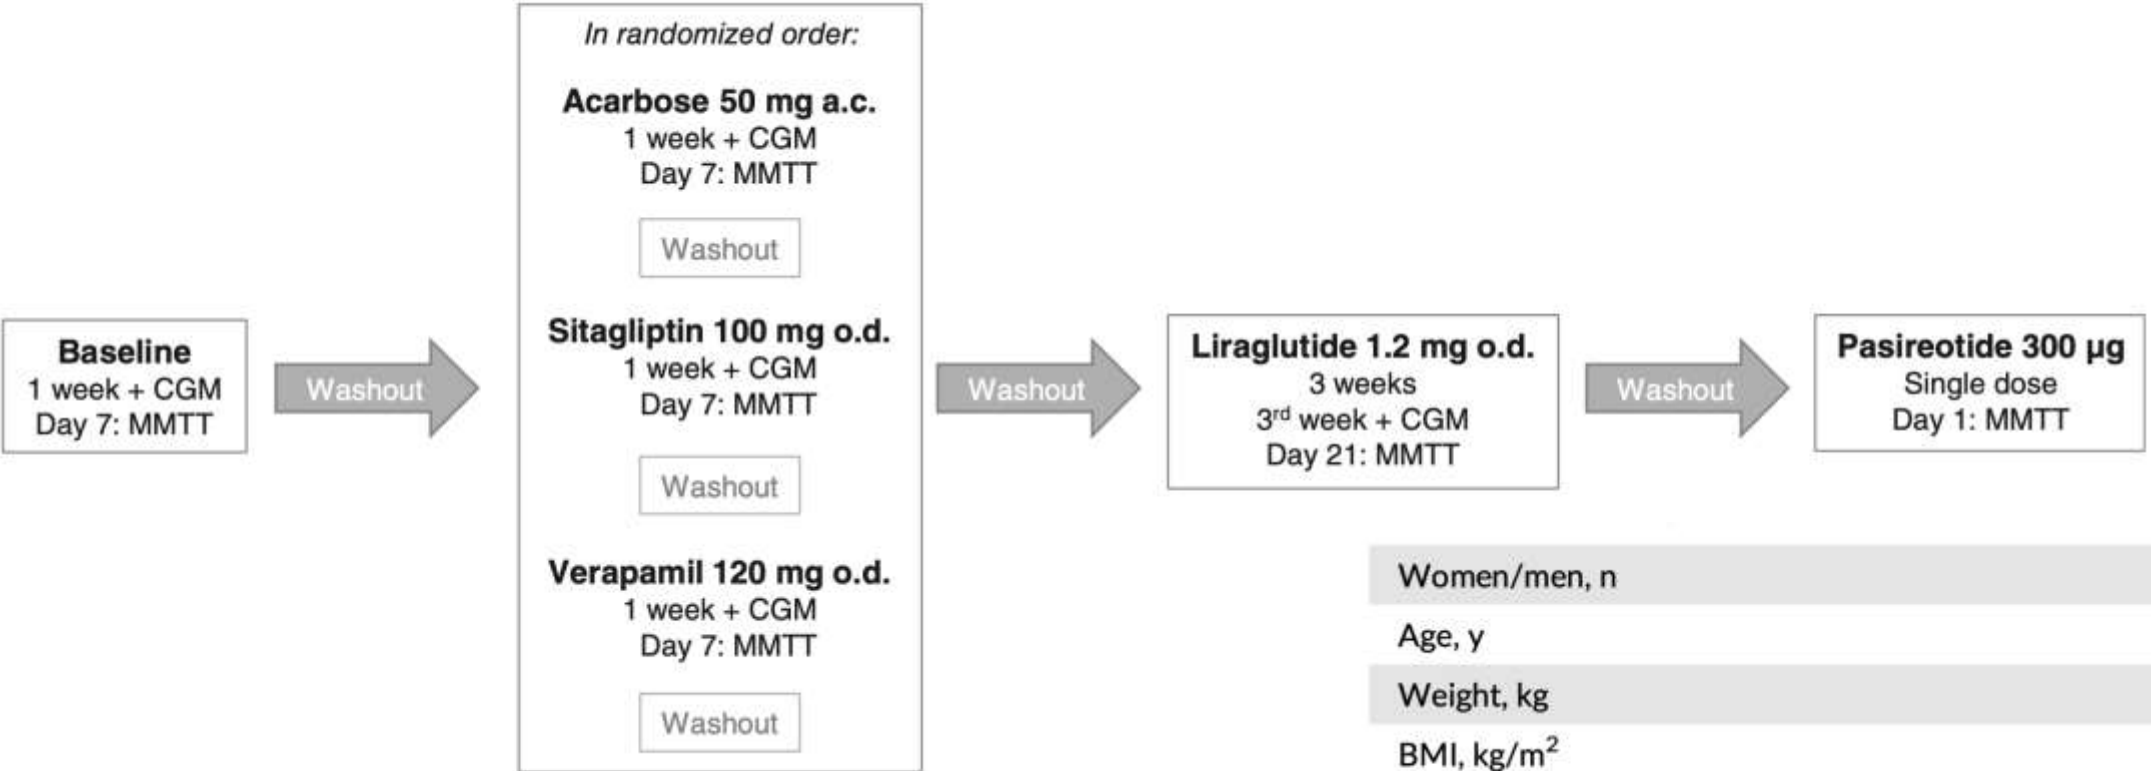 Baseline
1 week + CGM
Day 7: MMTT
Washout
In randomized order:
Acarbose 50 mg a.c.
1 week + CGM
Day 7: MMTT
Washout
Sitagliptin 100 mg o.d.
1 week + CGM
Day 7: MMTT
Washout
Verapamil 120 mg o.d.
1 week + CGM
Day 7: MMTT
Washout
Washout
Liraglutide 1.2 mg o.d.
3 weeks
3rd week + CGM
Day 21: MMTT
Washout
Pasireotide 300 µg
Single dose
Day 1: MMTT
Women/men, n
Age, y
Weight, kg
BMI, kg/m²